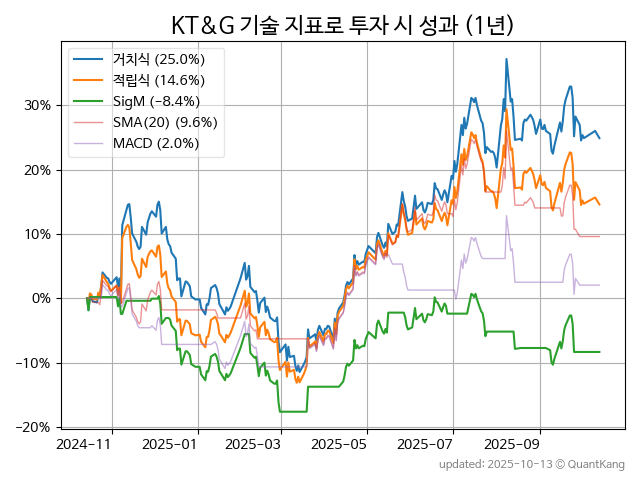 KT&G 기술 지표로 투자 시 성과 (1년)
거치식 (25.0%)
적립식 (14.6%)
SigM (−8.4%)
SMA(20) (9.6%)
MACD (2.0%)
30%
20%
10%
0%
−10%
−20%
2024-11
2025-01
2025-03
2025-05
2025-07
2025-09
updated: 2025-10-13 © QuantKang